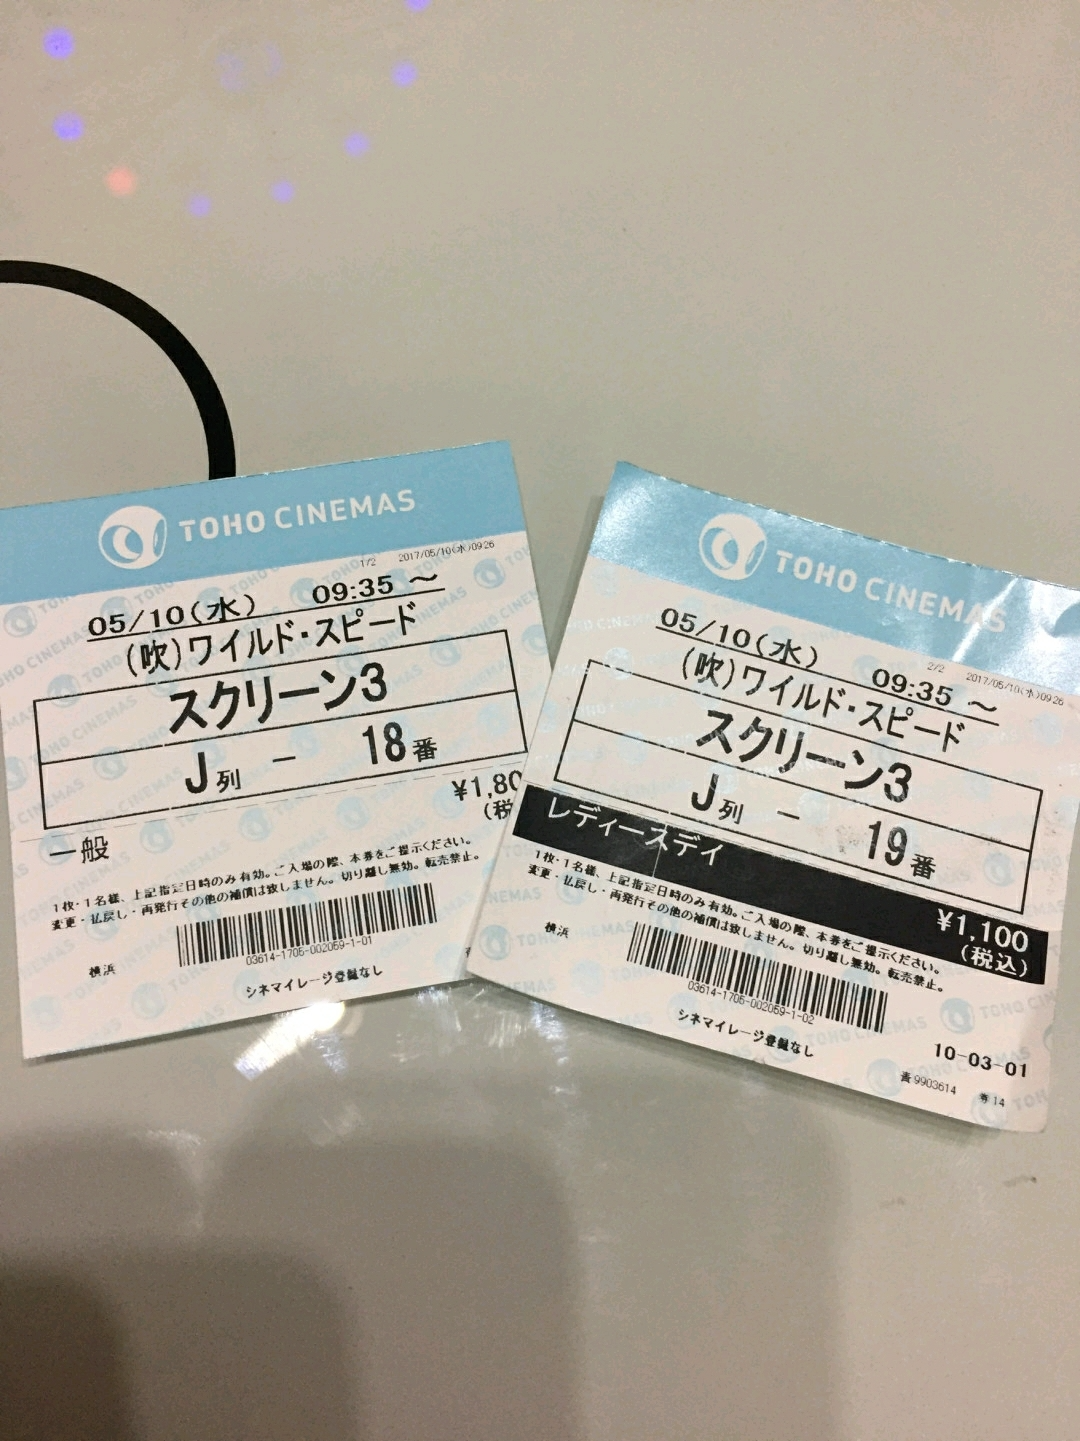 TOHO CINEMAS
1/2 2017/05/10(水)09:26
05/10(水) 09:35 ～
(吹)ワイルド・スピード
スクリーン3
J列 － 18番
¥1,80
(税
一般
1枚・1名様、上記指定日時のみ有効。ご入場の際、本券をご提示ください。
変更・払戻し・再発行その他の補償は致しません。切り離し無効。転売禁止。
横浜
03614-1705-002059-1-01
シネマイレージ登録なし
TOHO CINEMAS
2/2 2017/05/10(水)09:26
05/10(水) 09:35 ～
(吹)ワイルド・スピード
スクリーン3
J列 － 19番
レディースデイ
¥1,100
(税込)
1枚・1名様、上記指定日時のみ有効。ご入場の際、本券をご提示ください。
変更・払戻し・再発行その他の補償は致しません。切り離し無効。転売禁止。
横浜
03614-1705-002059-1-02
シネマイレージ登録なし
10-03-01
9903614 券14